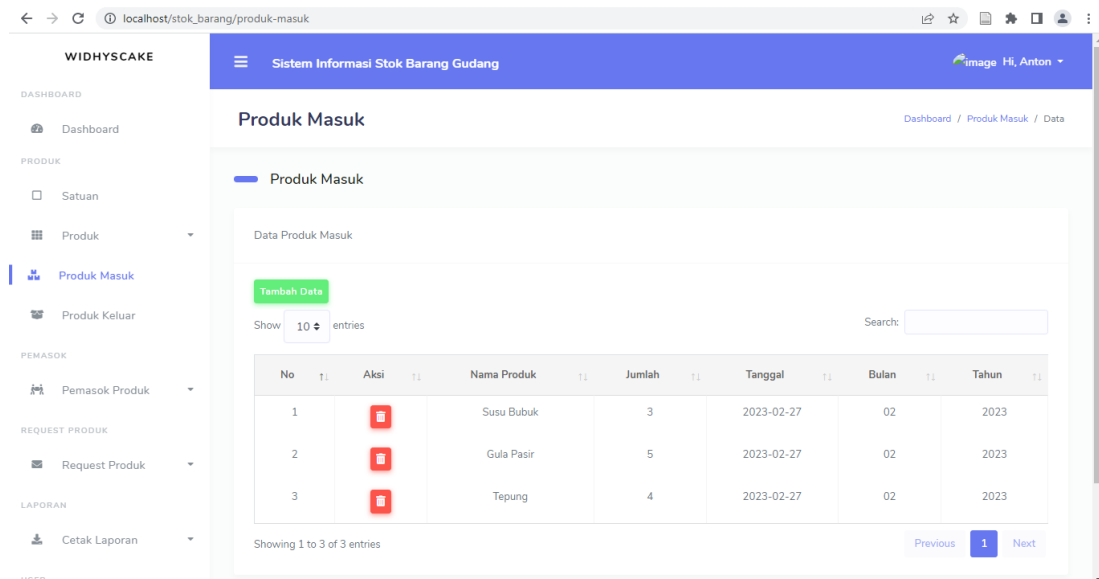 localhost/stok_barang/produk-masuk
WIDHYSCAKE
Sistem Informasi Stok Barang Gudang
image Hi, Anton
DASHBOARD
Dashboard
PRODUK
Satuan
Produk
Produk Masuk
Produk Keluar
PEMASOK
Pemasok Produk
REQUEST PRODUK
Request Produk
LAPORAN
Cetak Laporan
USER
Produk Masuk
Dashboard / Produk Masuk / Data
Produk Masuk
Data Produk Masuk
Tambah Data
Show 10 entries
Search:
No Aksi Nama Produk Jumlah Tanggal Bulan Tahun
1 Susu Bubuk 3 2023-02-27 02 2023
2 Gula Pasir 5 2023-02-27 02 2023
3 Tepung 4 2023-02-27 02 2023
Showing 1 to 3 of 3 entries
Previous 1 Next